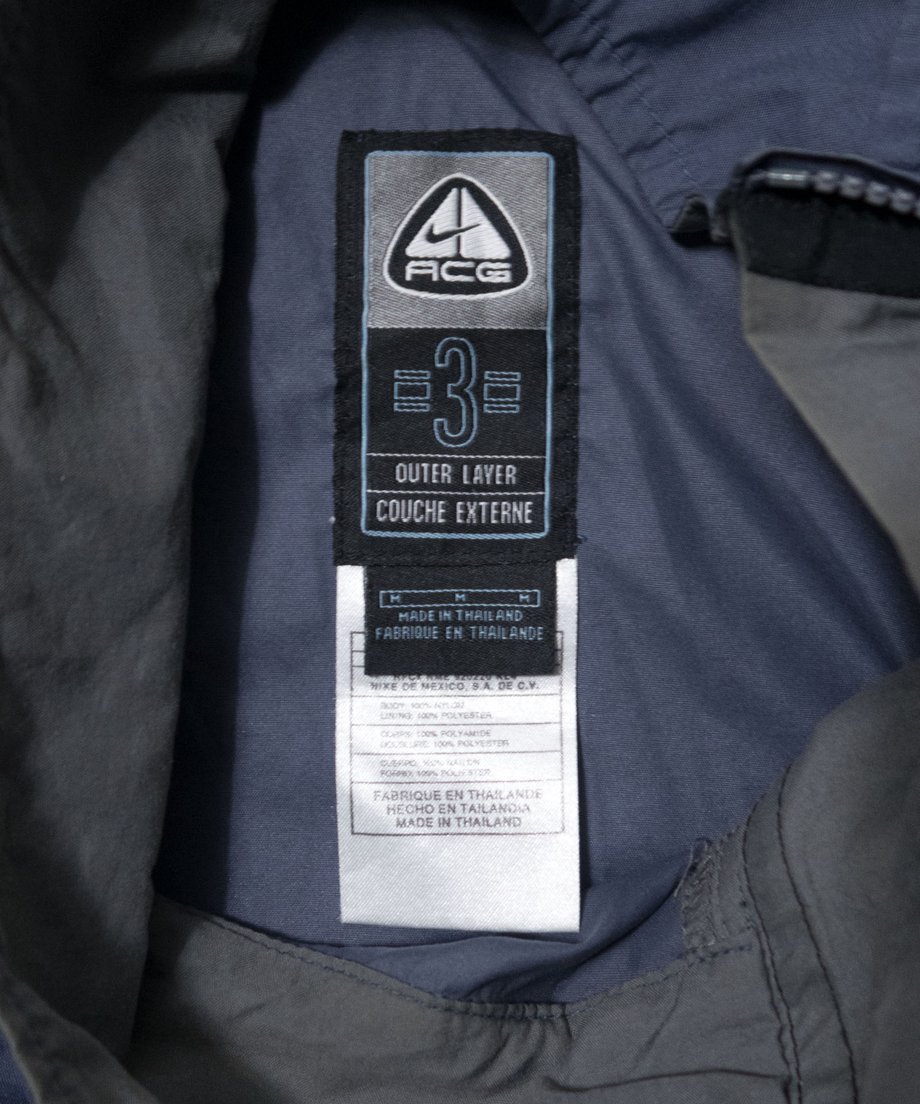 ACG
3
OUTER LAYER
COUCHE EXTERNE
M M M
MADE IN THAILAND
FABRIQUE EN THAILANDE
NIKE DE MEXICO, S.A. DE C.V.
BODY: 100% NYLON
LINING: 100% POLYESTER
CORPS: 100% POLYAMIDE
DOUBLURE: 100% POLYESTER
CUERPO: 100% NAILON
FORRO: 100% POLIESTER
FABRIQUE EN THAILANDE
HECHO EN TAILANDIA
MADE IN THAILAND